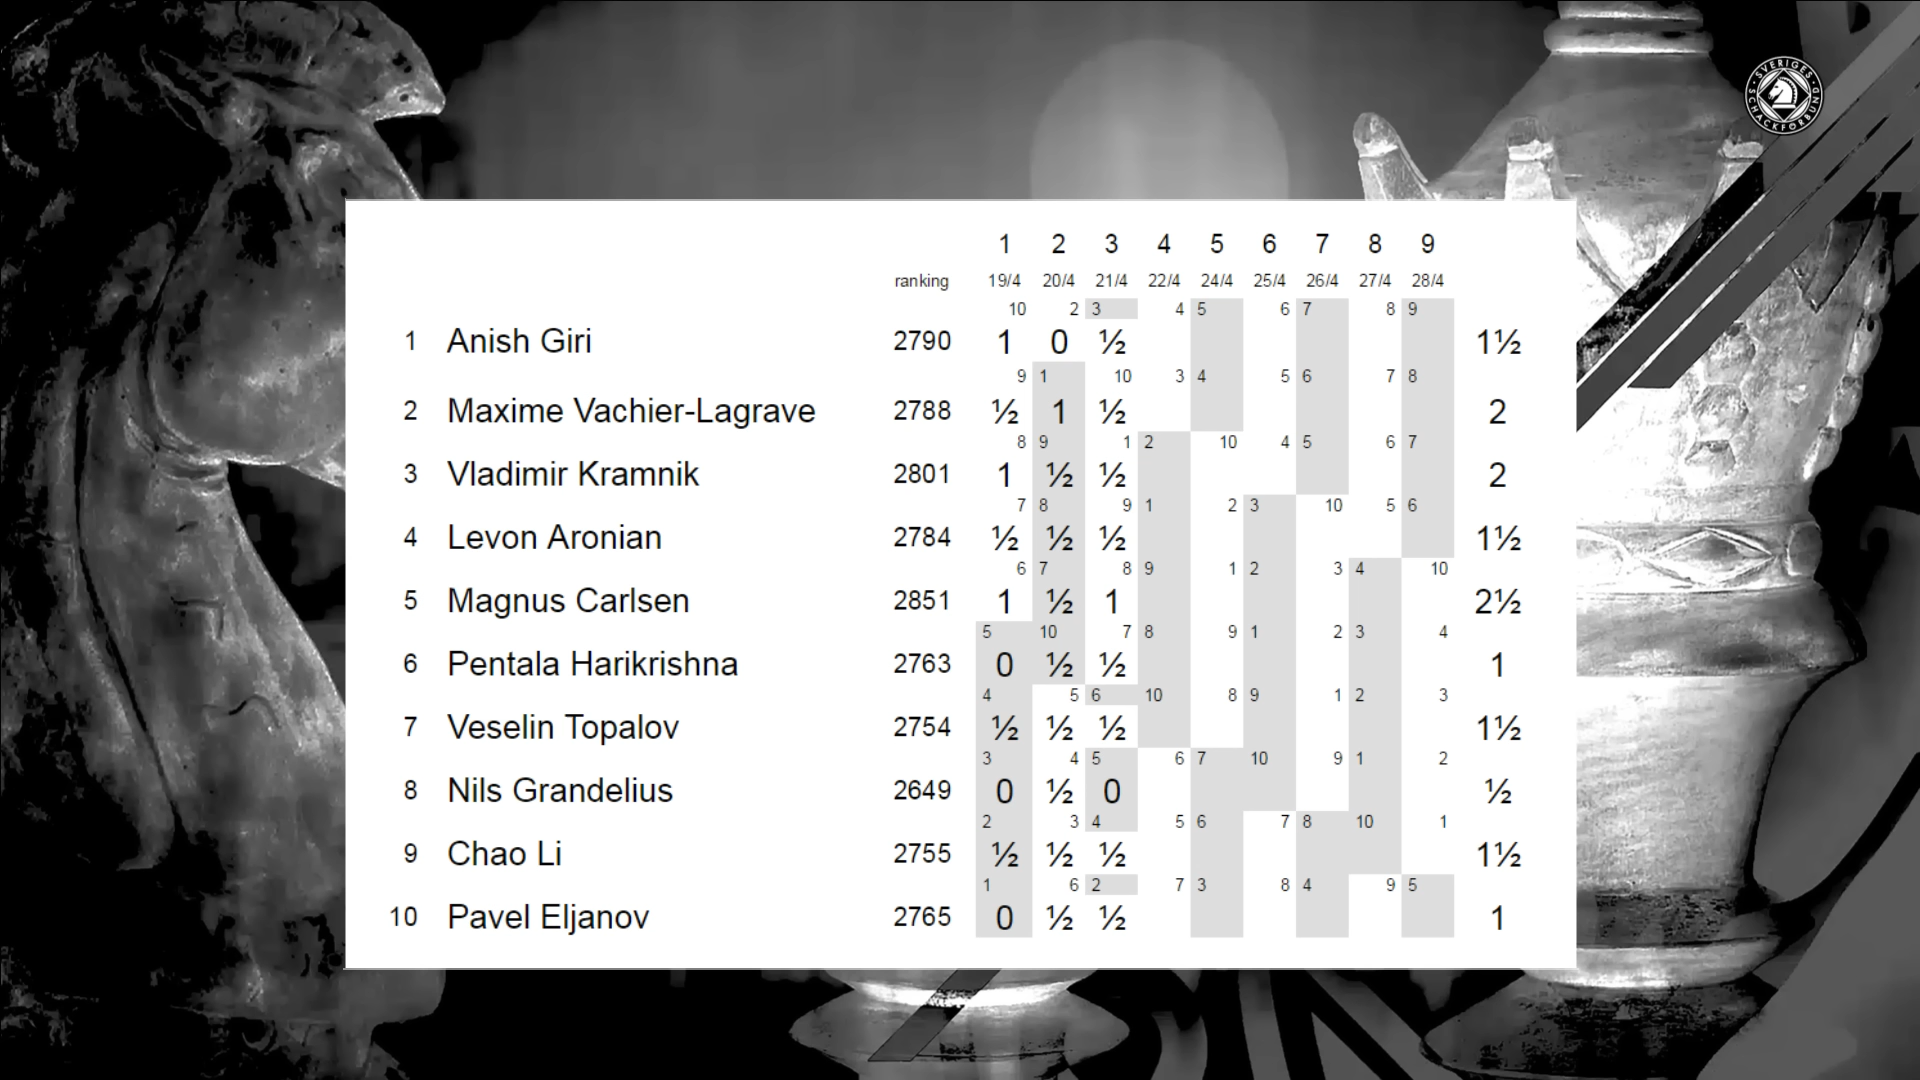 SVERIGES SCHACKFÖRBUND
1 2 3 4 5 6 7 8 9
ranking 19/4 20/4 21/4 22/4 24/4 25/4 26/4 27/4 28/4
10 2 3 4 5 6 7 8 9
1 Anish Giri 2790 1 0 ½ 1½
9 1 10 3 4 5 6 7 8
2 Maxime Vachier-Lagrave 2788 ½ 1 ½ 2
8 9 1 2 10 4 5 6 7
3 Vladimir Kramnik 2801 1 ½ ½ 2
7 8 9 1 2 3 10 5 6
4 Levon Aronian 2784 ½ ½ ½ 1½
6 7 8 9 1 2 3 4 10
5 Magnus Carlsen 2851 1 ½ 1 2½
5 10 7 8 9 1 2 3 4
6 Pentala Harikrishna 2763 0 ½ ½ 1
4 5 6 10 8 9 1 2 3
7 Veselin Topalov 2754 ½ ½ ½ 1½
3 4 5 6 7 10 9 1 2
8 Nils Grandelius 2649 0 ½ 0 ½
2 3 4 5 6 7 8 10 1
9 Chao Li 2755 ½ ½ ½ 1½
1 6 2 7 3 8 4 9 5
10 Pavel Eljanov 2765 0 ½ ½ 1